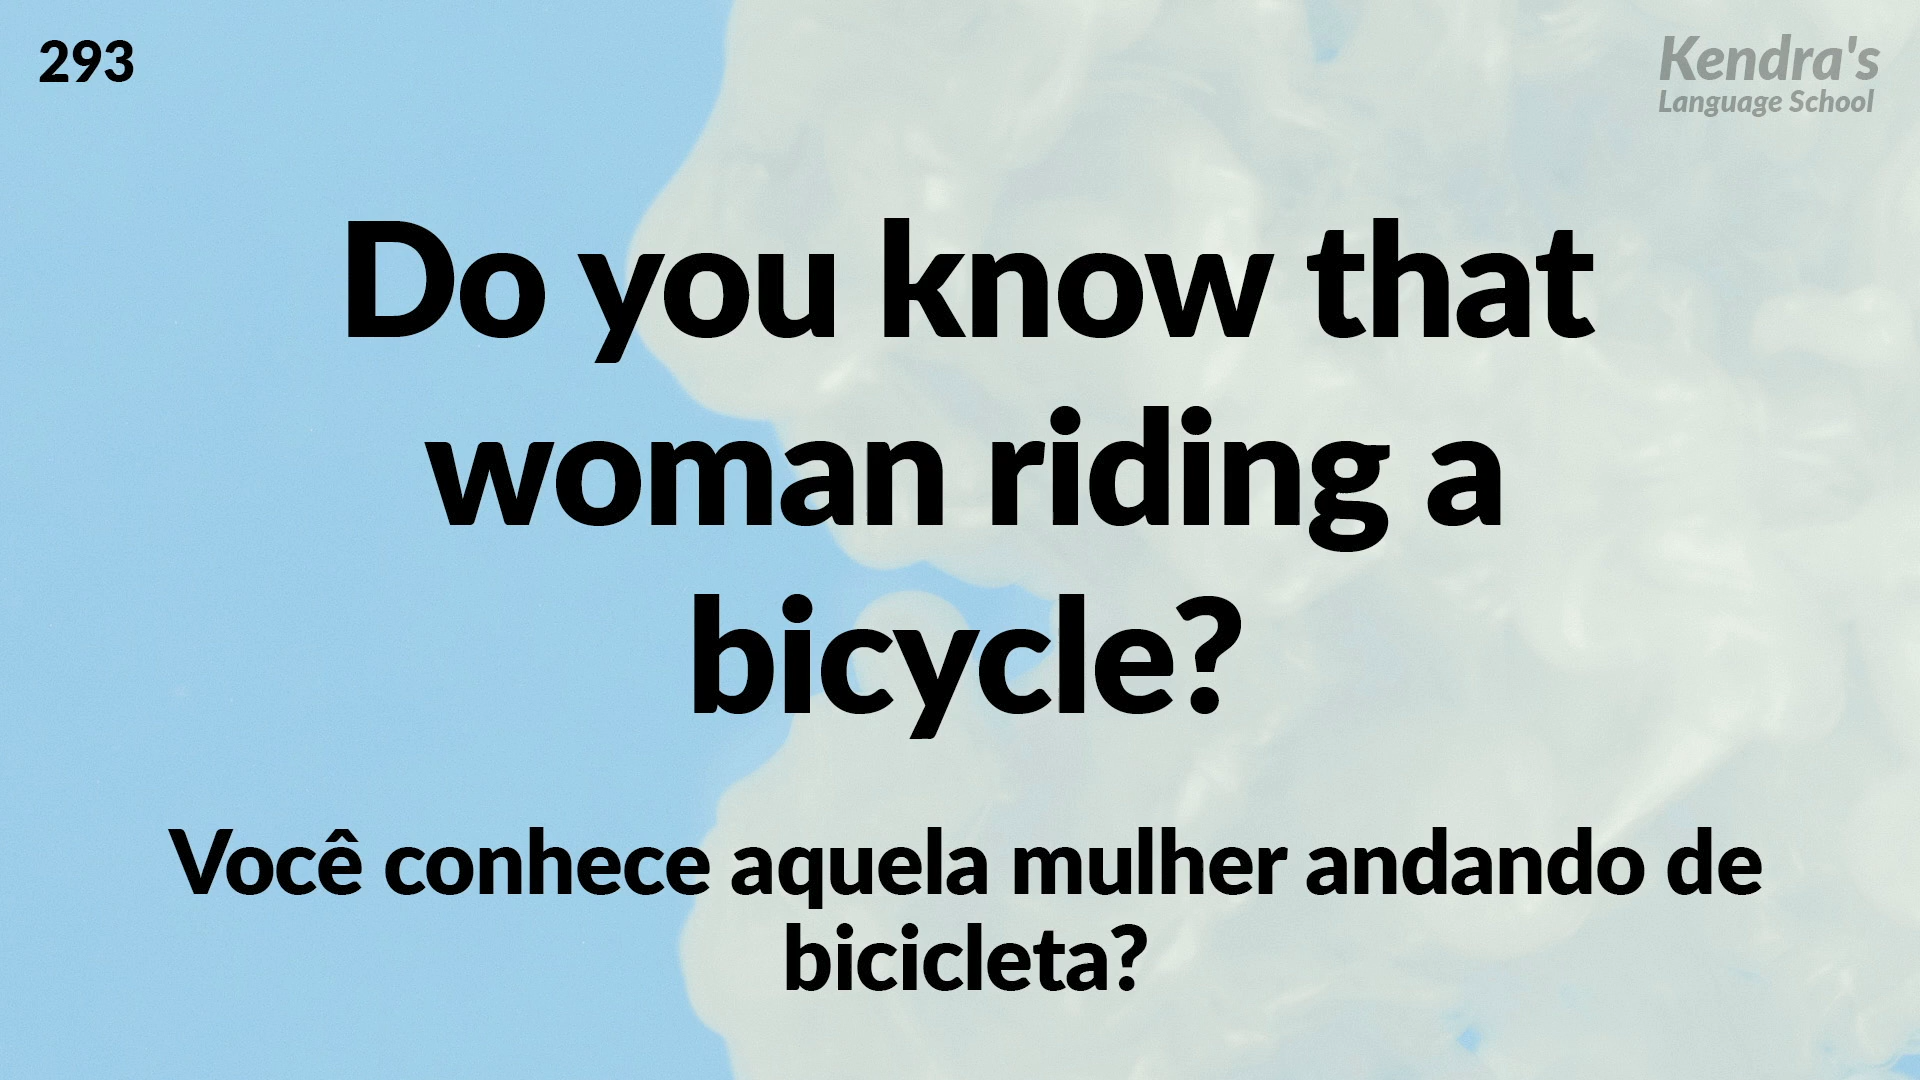 293
Kendra's
Language School
Do you know that
woman riding a
bicycle?
Você conhece aquela mulher andando de
bicicleta?